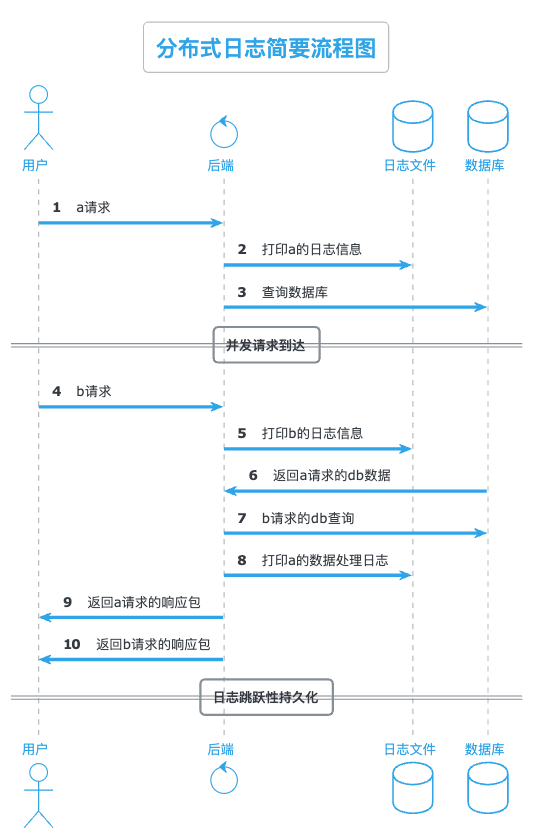 分布式日志简要流程图
用户 后端 日志文件 数据库
1 a请求
2 打印a的日志信息
3 查询数据库
并发请求到达
4 b请求
5 打印b的日志信息
6 返回a请求的db数据
7 b请求的db查询
8 打印a的数据处理日志
9 返回a请求的响应包
10 返回b请求的响应包
日志跳跃性持久化
用户 后端 日志文件 数据库